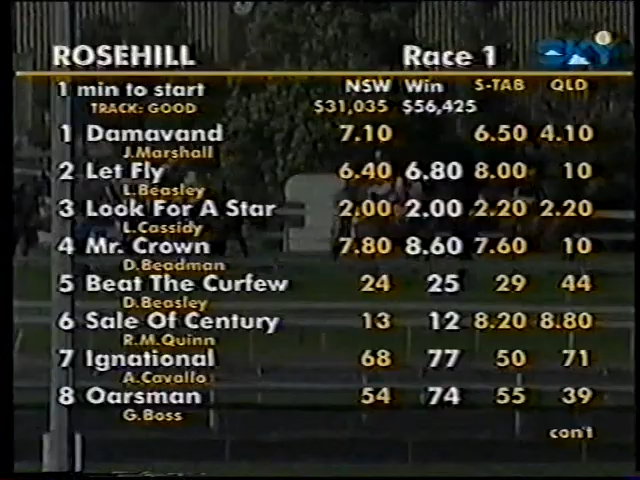 ROSEHILL Race 1 SKY
1 min to start NSW Win S-TAB QLD
TRACK: GOOD $31,035 $56,425
1 Damavand 7.10 6.50 4.10
J.Marshall
2 Let Fly 6.40 6.80 8.00 10
L.Beasley
3 Look For A Star 2.00 2.00 2.20 2.20
L.Cassidy
4 Mr. Crown 7.80 8.60 7.60 10
D.Beadman
5 Beat The Curfew 24 25 29 44
D.Beasley
6 Sale Of Century 13 12 8.20 8.80
R.M.Quinn
7 Ignational 68 77 50 71
A.Cavallo
8 Oarsman 54 74 55 39
G.Boss
con't